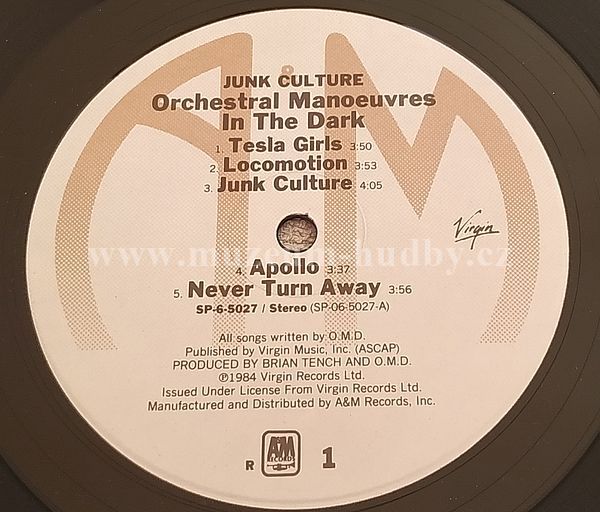 JUNK CULTURE
Orchestral Manoeuvres
In The Dark
1. Tesla Girls 3:50
2. Locomotion 3:53
3. Junk Culture 4:05
Virgin
www.muzeum-hudby.cz
4. Apollo 3:37
5. Never Turn Away 3:56
SP-6-5027 / Stereo (SP-06-5027-A)
All songs written by O.M.D.
Published by Virgin Music, Inc. (ASCAP)
PRODUCED BY BRIAN TENCH AND O.M.D.
℗1984 Virgin Records Ltd.
Issued Under License From Virgin Records Ltd.
Manufactured and Distributed by A&M Records, Inc.
R A&M RECORDS 1